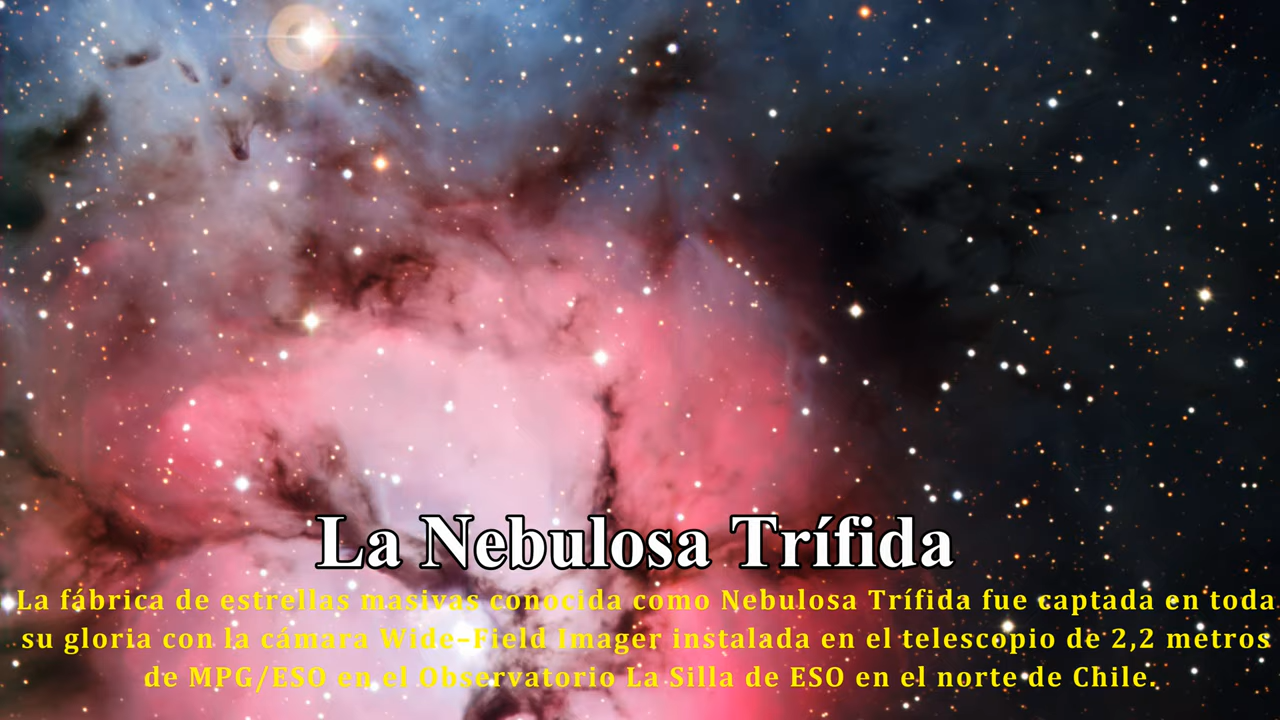 La Nebulosa Trífida
La fábrica de estrellas masivas conocida como Nebulosa Trífida fue captada en toda
su gloria con la cámara Wide-Field Imager instalada en el telescopio de 2,2 metros
de MPG/ESO en el Observatorio La Silla de ESO en el norte de Chile.